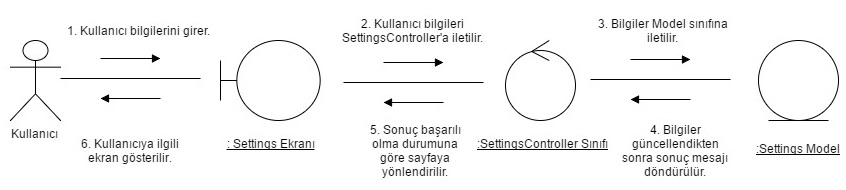 1. Kullanıcı bilgilerini girer.
2. Kullanıcı bilgileri
SettingsController'a iletilir.
3. Bilgiler Model sınıfına
iletilir.
Kullanıcı
6. Kullanıcıya ilgili
ekran gösterilir.
: Settings Ekranı
5. Sonuç başarılı
olma durumuna
göre sayfaya
yönlendirilir.
:SettingsController Sınıfı
4. Bilgiler
güncellendikten
sonra sonuç mesajı
döndürülür.
:Settings Model